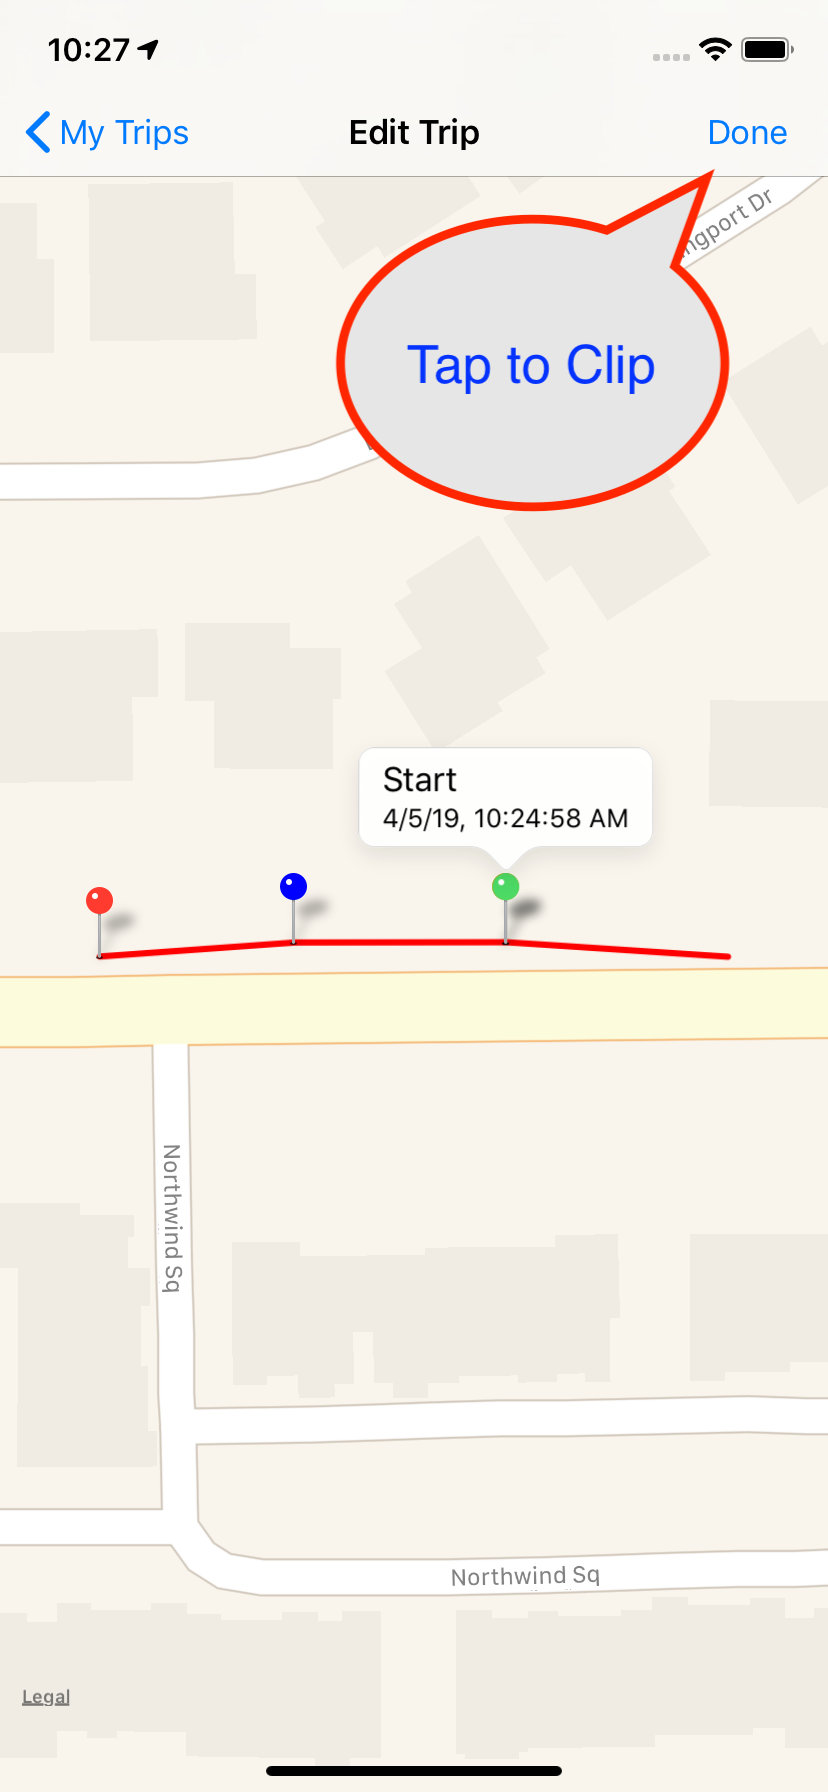 10:27
My Trips
Edit Trip
Done
ngport Dr
Tap to Clip
Start
4/5/19, 10:24:58 AM
Northwind Sq
Northwind Sq
Legal